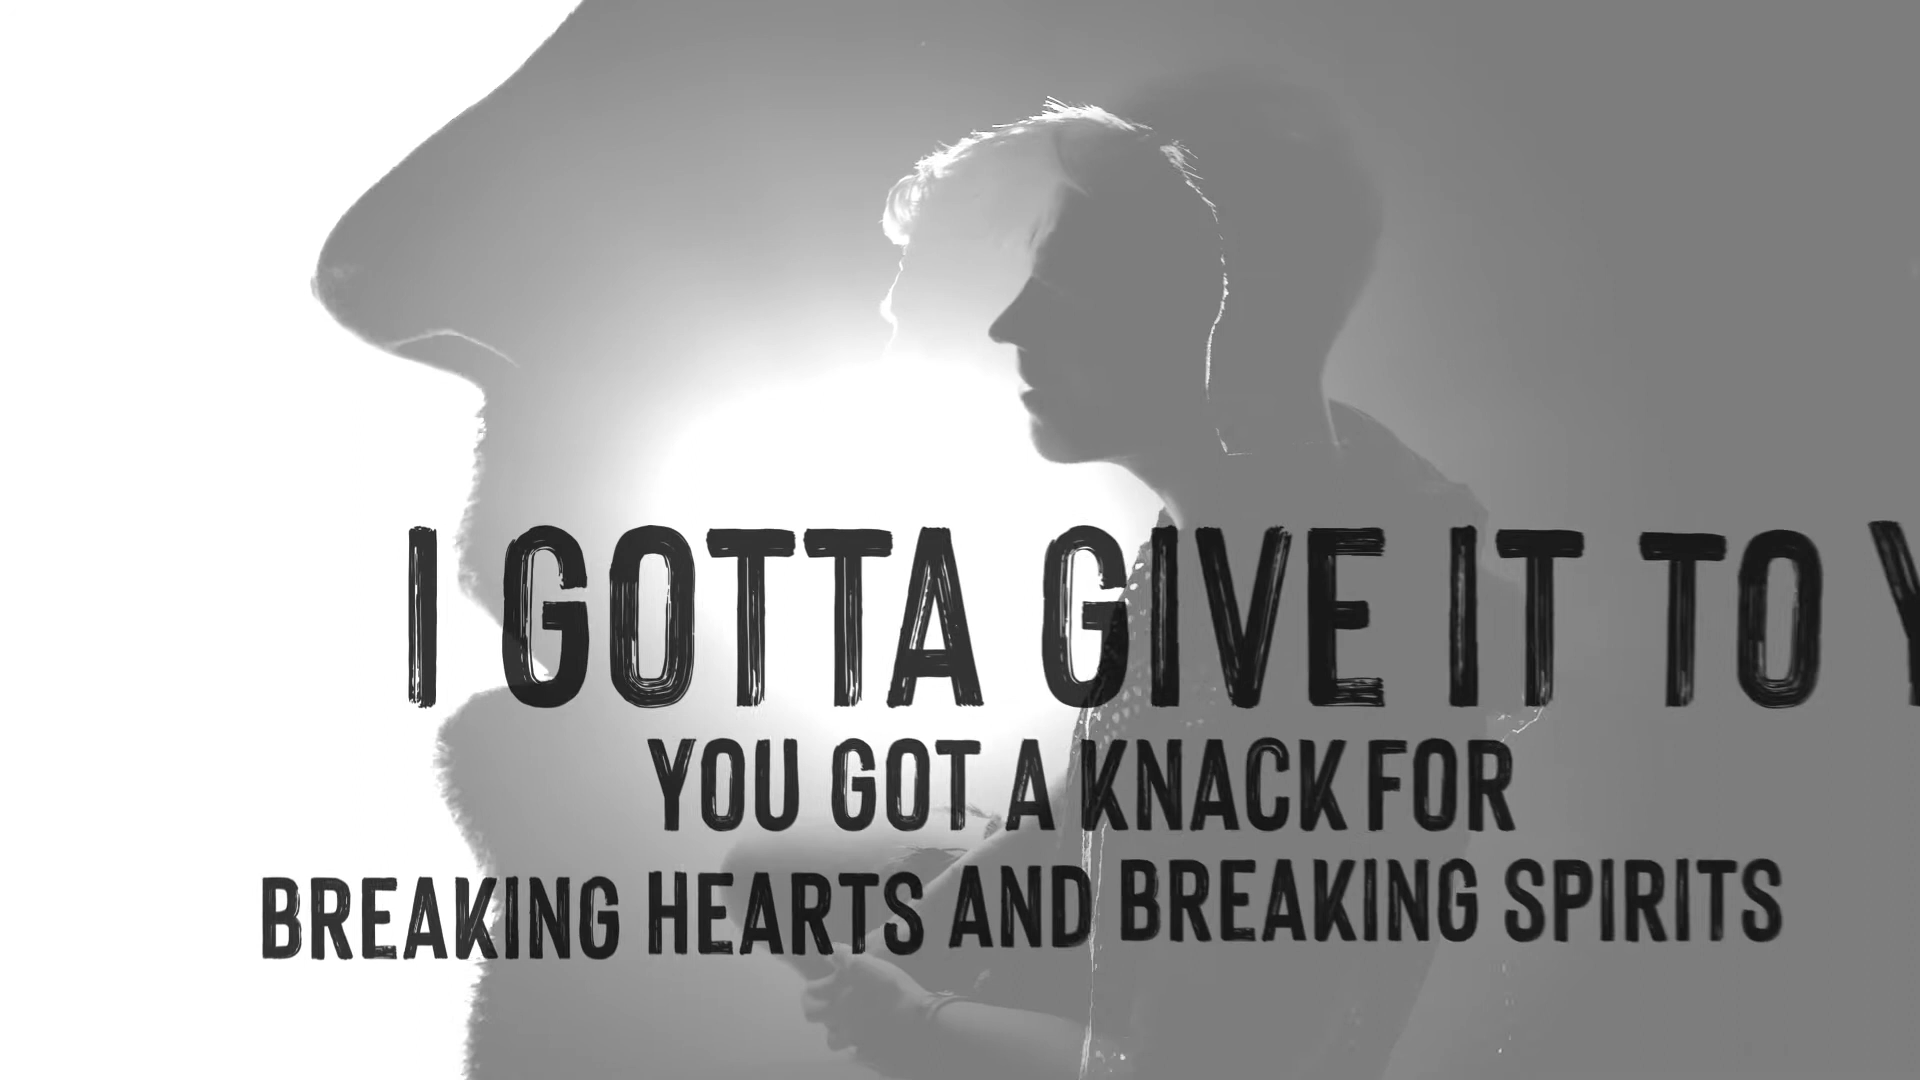 I GOTTA GIVE IT TO Y
YOU GOT A KNACK FOR
BREAKING HEARTS AND BREAKING SPIRITS